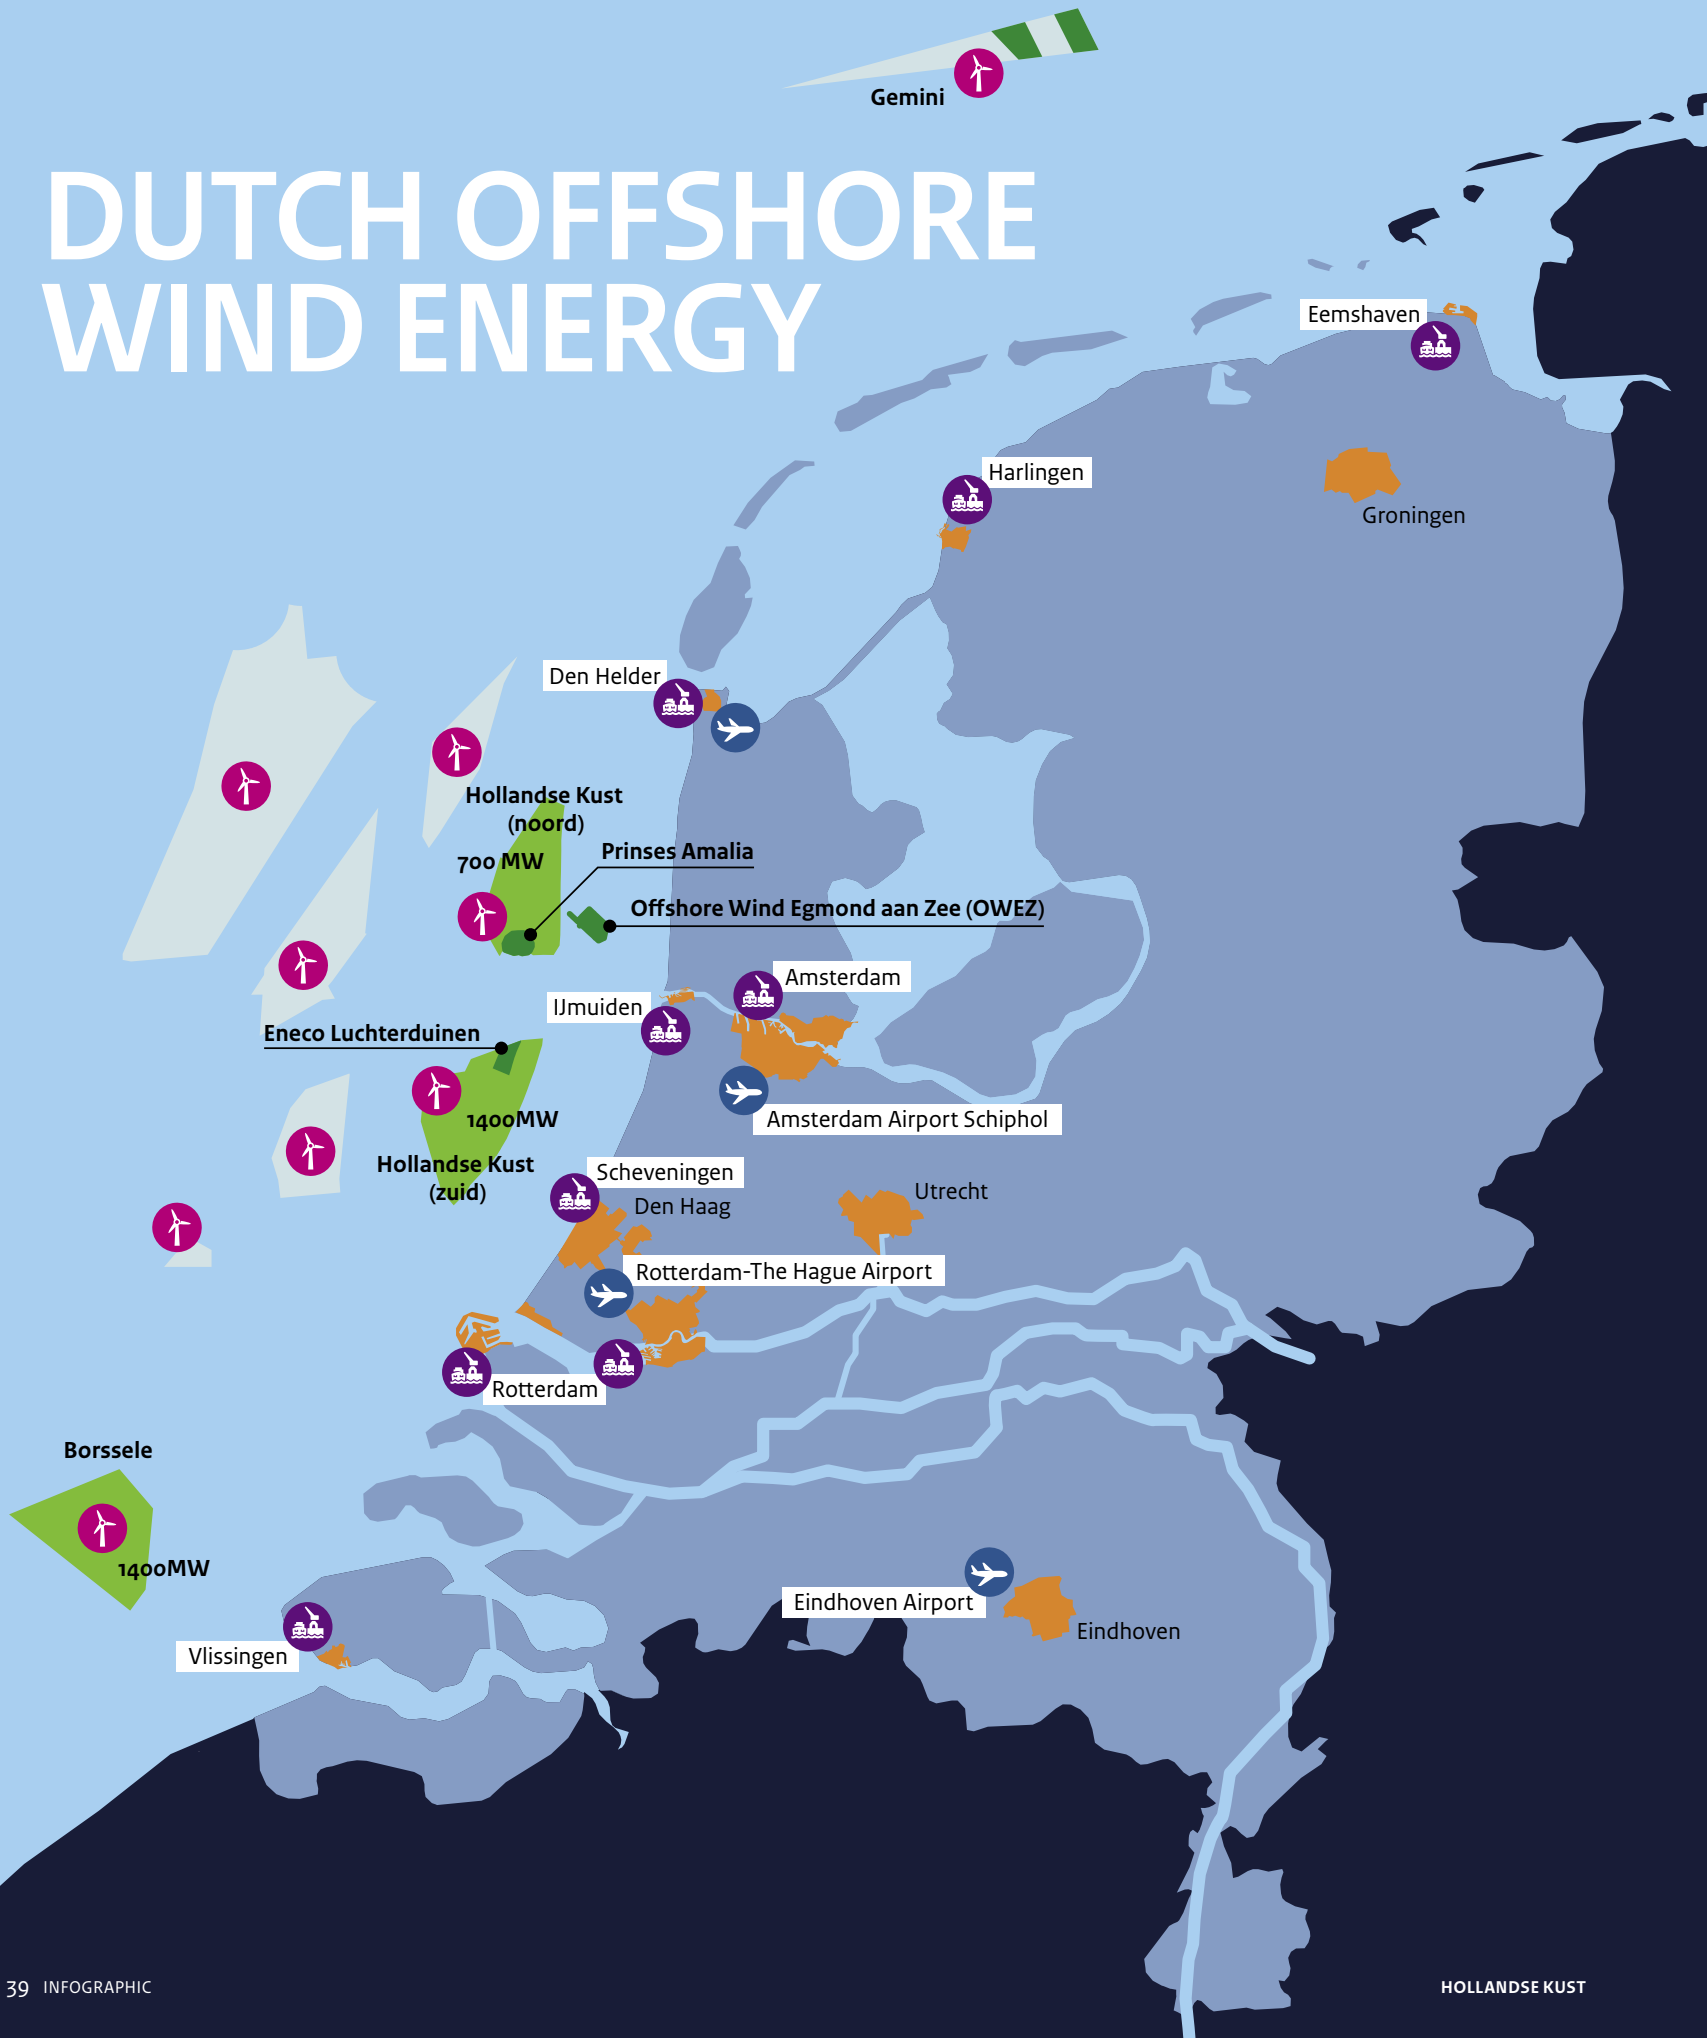 Gemini
DUTCH OFFSHORE
WIND ENERGY
Eemshaven
Harlingen
Groningen
Den Helder
Hollandse Kust
(noord)
700 MW
Prinses Amalia
Offshore Wind Egmond aan Zee (OWEZ)
Amsterdam
IJmuiden
Eneco Luchterduinen
1400MW
Amsterdam Airport Schiphol
Hollandse Kust
(zuid)
Scheveningen
Den Haag
Utrecht
Rotterdam-The Hague Airport
Rotterdam
Borssele
1400MW
Eindhoven Airport
Eindhoven
Vlissingen
39 INFOGRAPHIC
HOLLANDSE KUST